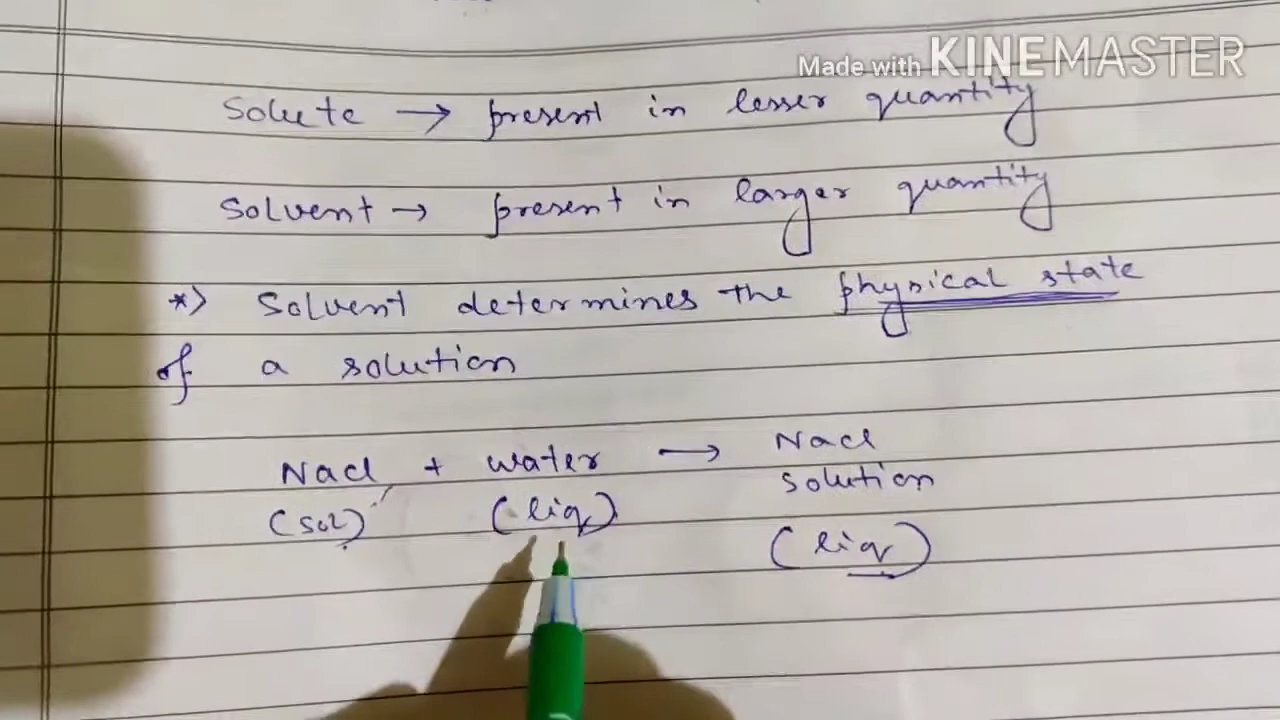 Made with KINEMASTER
Solute → present in lesser quantity
Solvent → present in larger quantity
*> Solvent determines the physical state
of a solution
Nacl + water → Nacl
solution
(sol) (liq)
(liq)